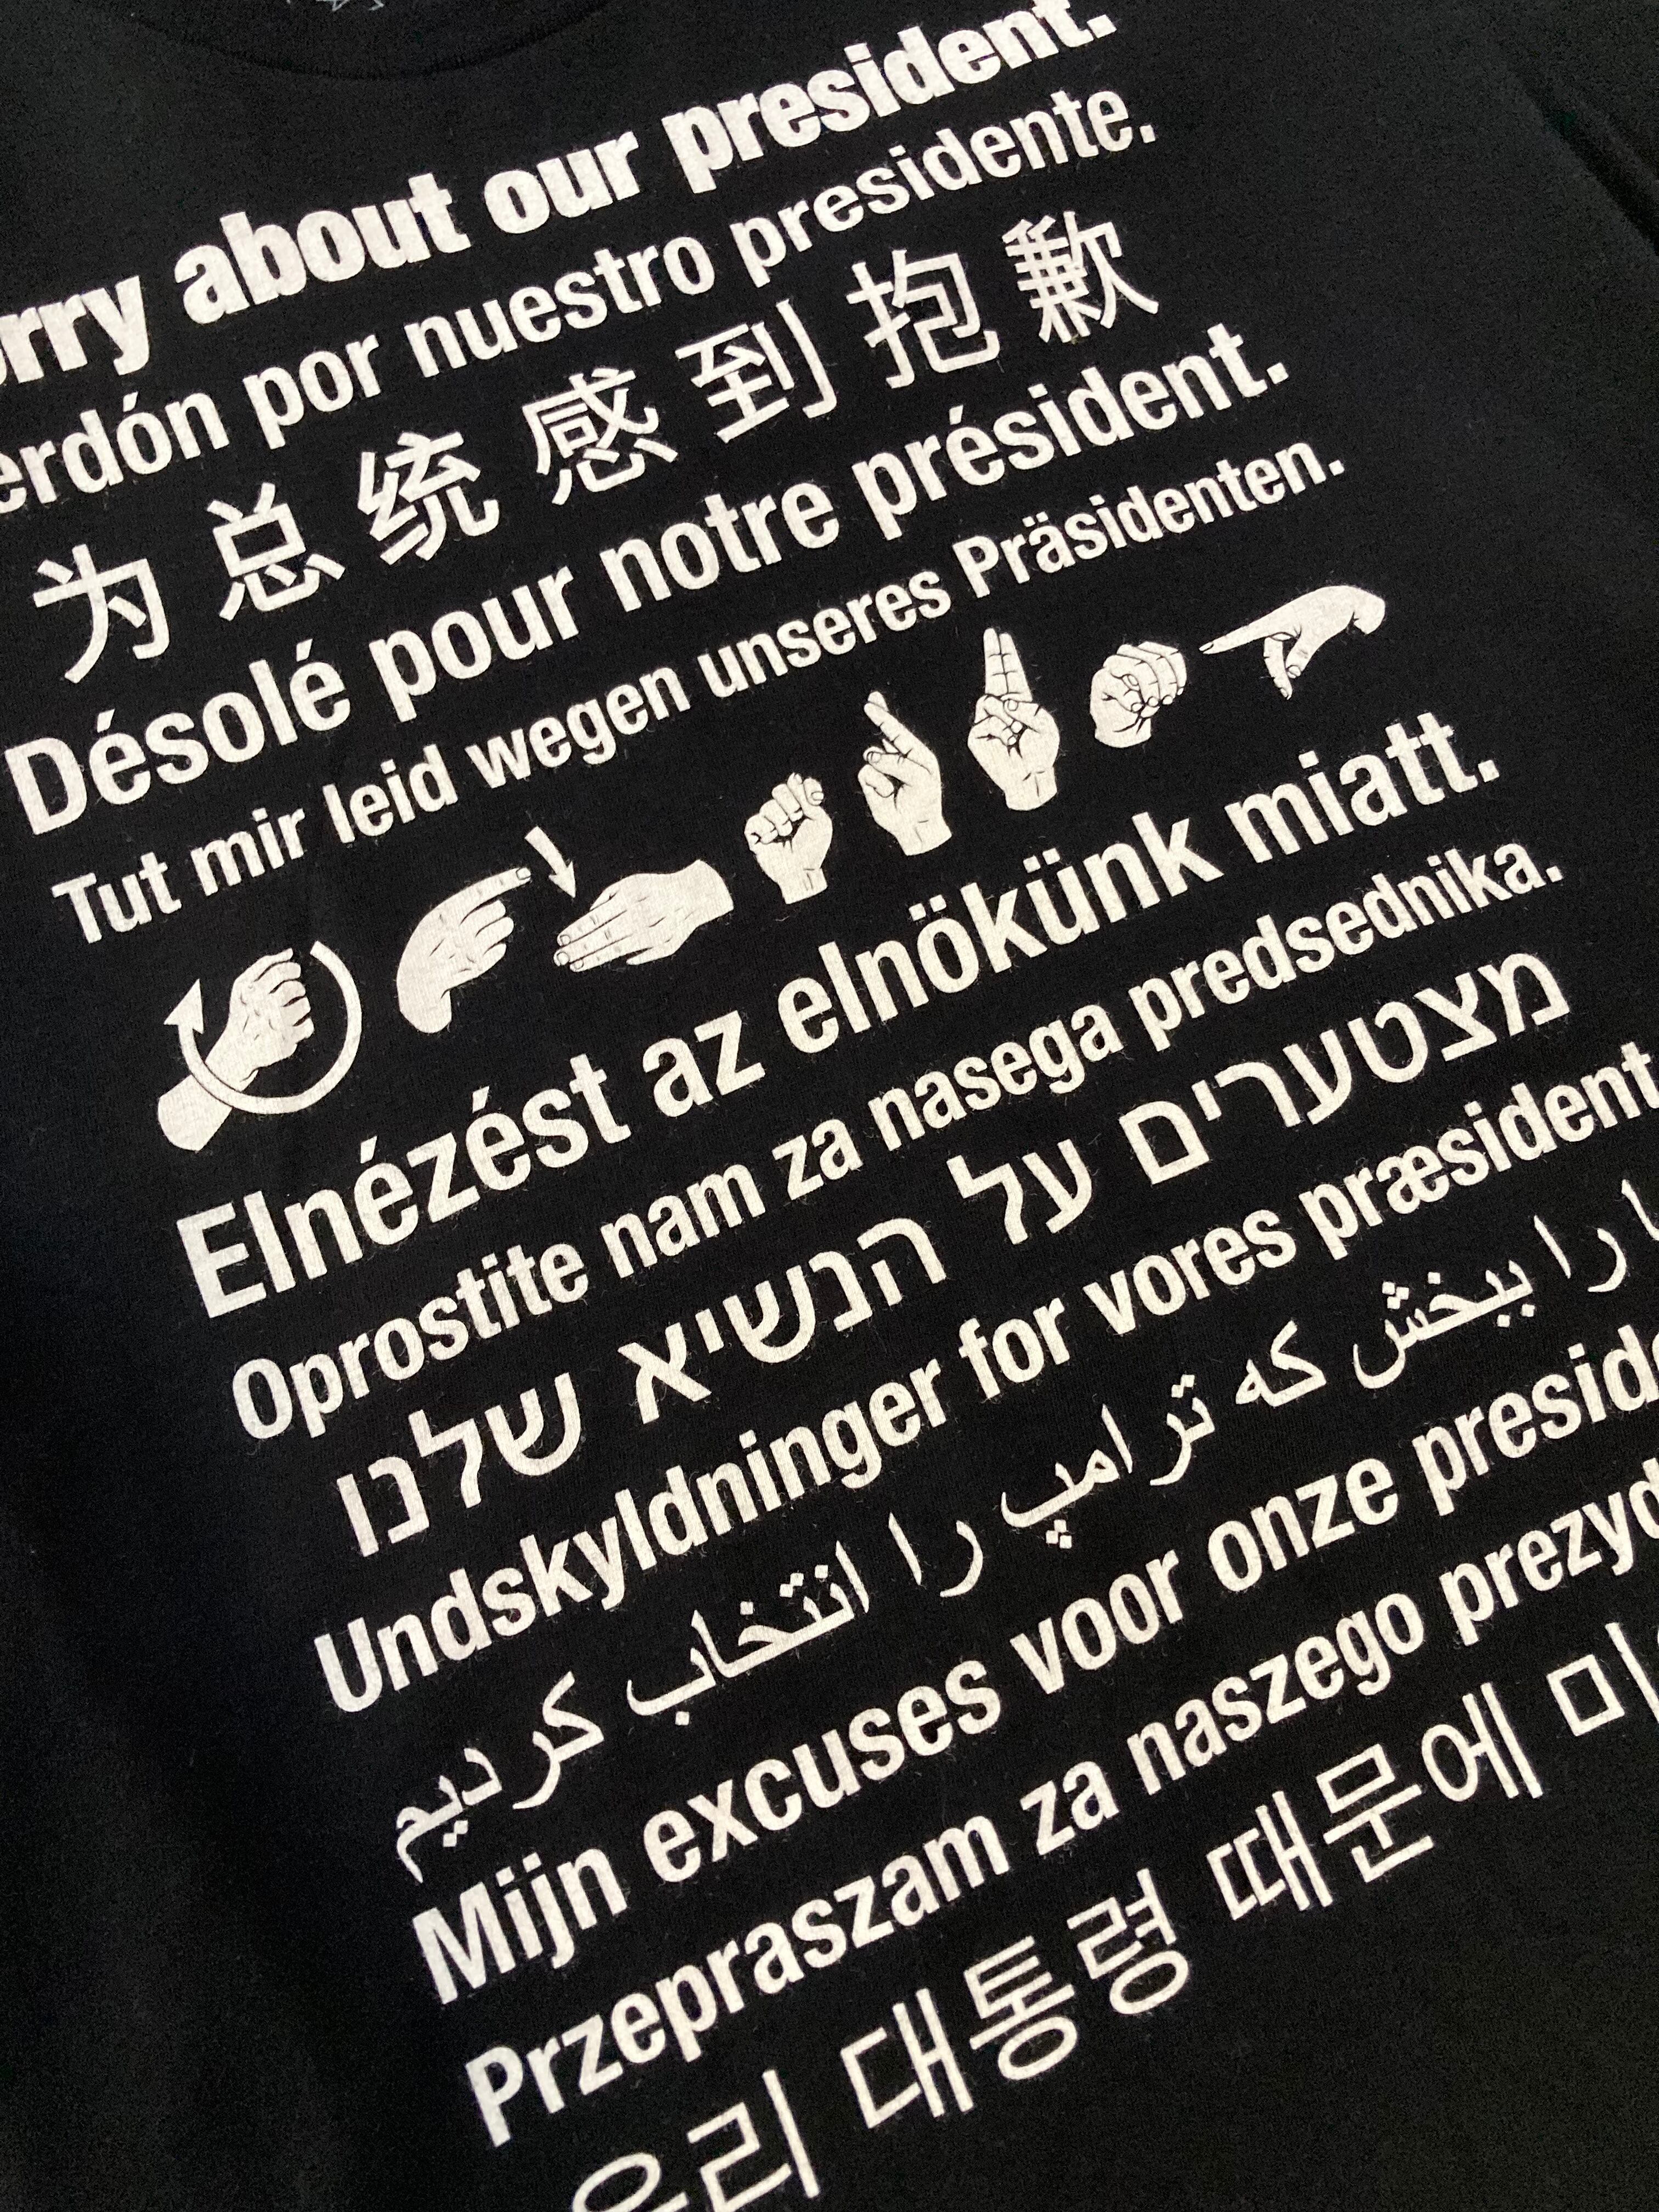 orry about our president.
erdón por nuestro presidente.
为总统感到抱歉
Désolé pour notre président.
Tut mir leid wegen unseres Präsidenten.
Elnézést az elnökünk miatt.
Oprostite nam za nasega predsednika.
מצטערים על הנשיא שלנו
Undskyldninger for vores præsident
را ببخش که ترامپ را انتخاب کردیم
Mijn excuses voor onze presid
Przepraszam za naszego prezyd
우리 대통령 때문에 미